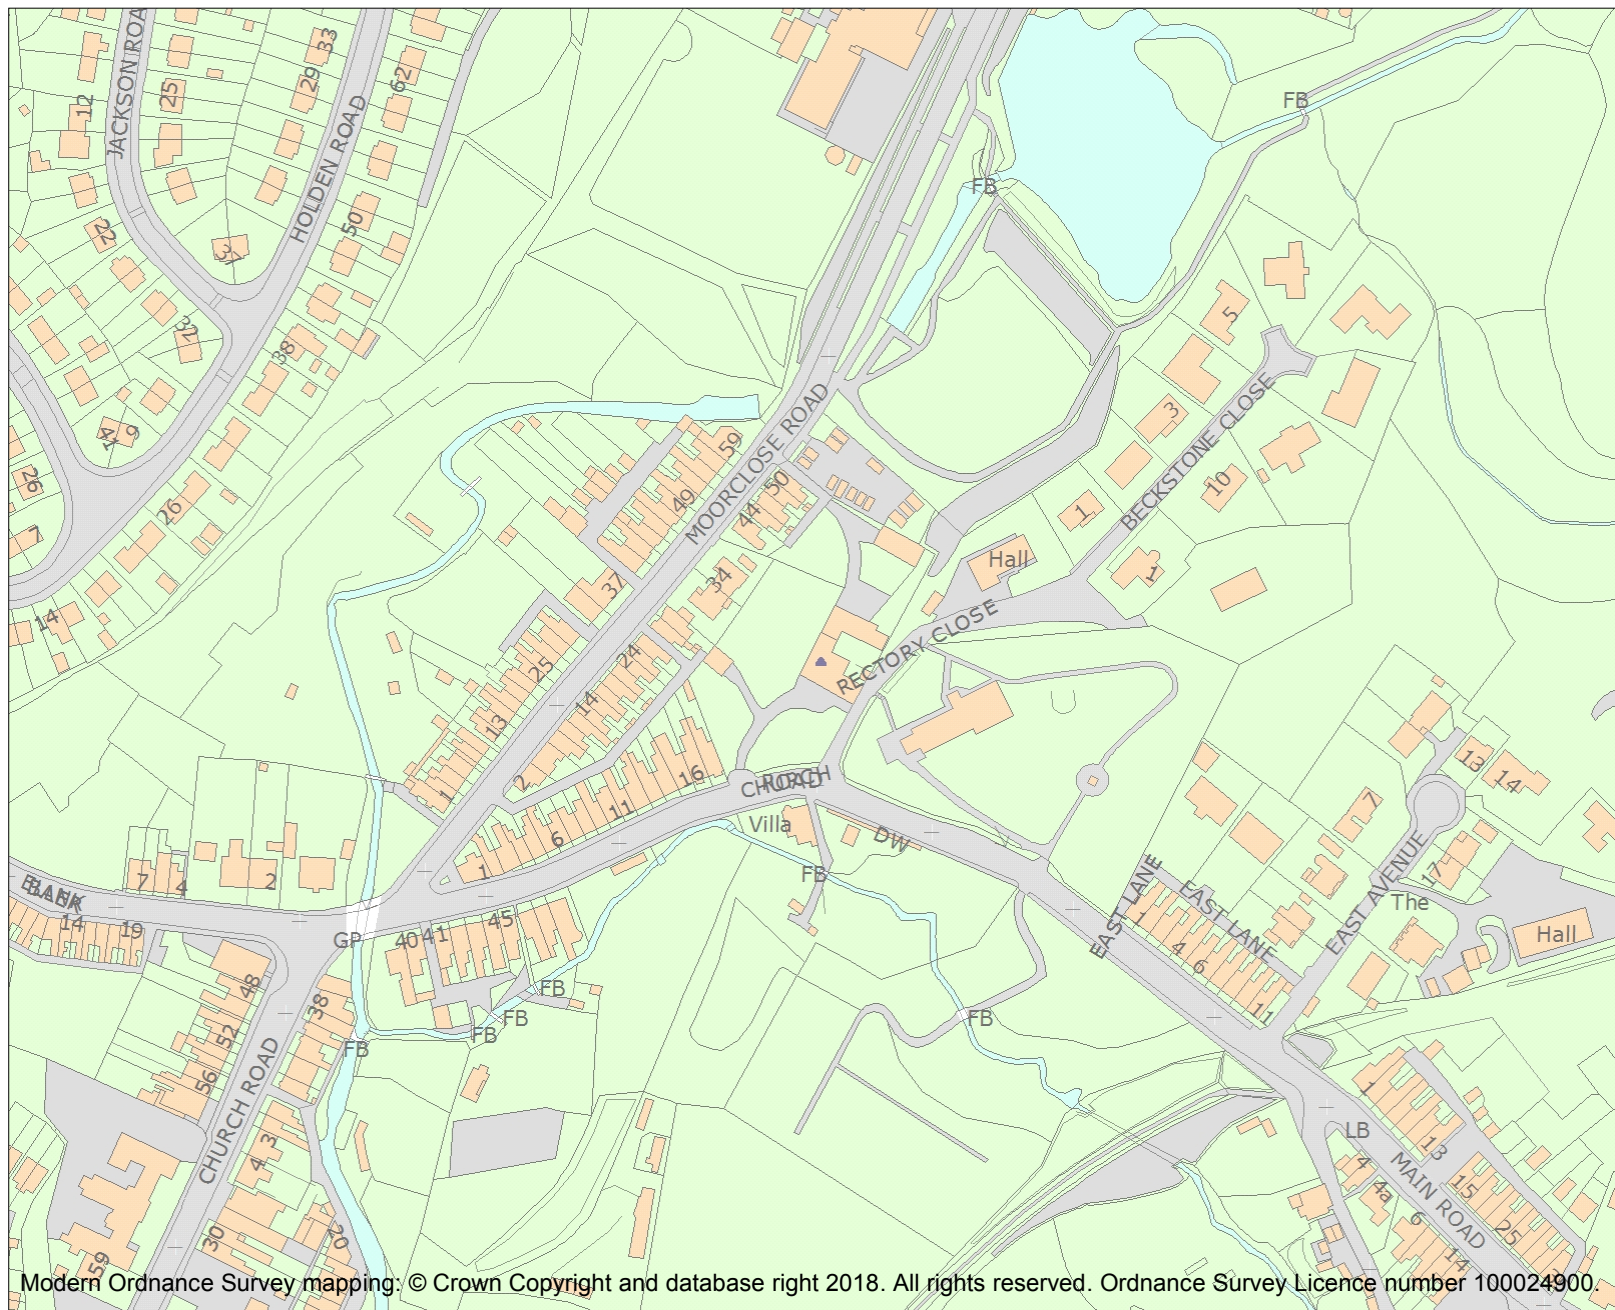 JACKSON ROA
12
25
33
29
62
HOLDEN ROAD
22
37
50
32
38
41
9
26
7
26
14
FB
FB
5
3
BECKSTONE CLOSE
10
1
1
MOORCLOSE ROAD
59
49
50
44
37
34
25
24
13
14
1
2
Hall
RECTORY CLOSE
16
11
6
1
CHURCH
ROAD
Villa
DW
FB
BANK
7
4
2
14
19
GP
40
41
45
48
38
52
56
FB
FB
FB
FB
FB
CHURCH ROAD
3
4
30
20
59
EAST LANE
EAST LANE
1
4
6
11
EAST AVENUE
13
14
7
17
The
Hall
1
13
LB
4
4a
6
14
MAIN ROAD
15
25
Modern Ordnance Survey mapping: © Crown Copyright and database right 2018. All rights reserved. Ordnance Survey Licence number 100024900.